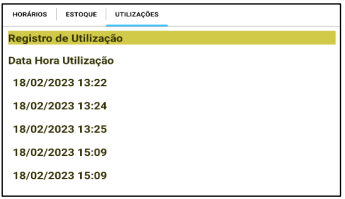 HORÁRIOS ESTOQUE UTILIZAÇÕES
Registro de Utilização
Data Hora Utilização
18/02/2023 13:22
18/02/2023 13:24
18/02/2023 13:25
18/02/2023 15:09
18/02/2023 15:09